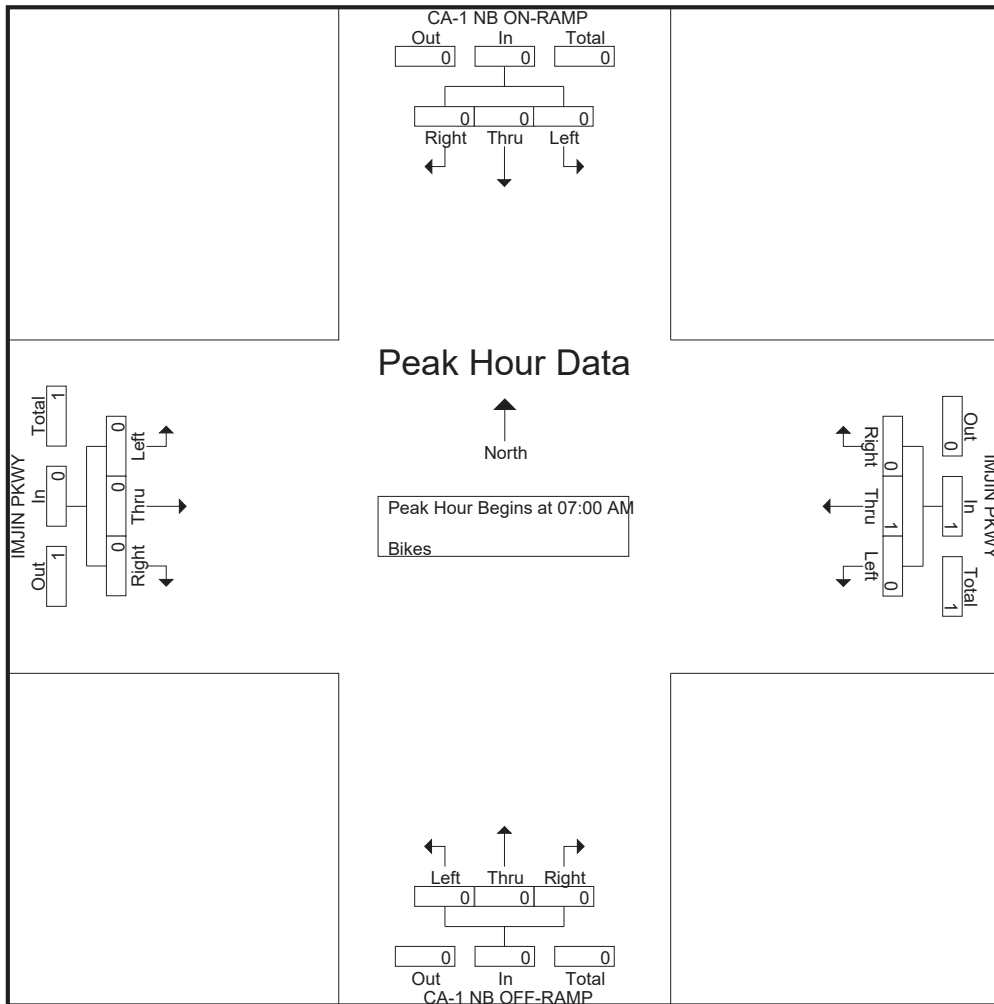 CA-1 NB ON-RAMP
Out In Total
0 0 0
0 0 0
Right Thru Left
Peak Hour Data
North
Peak Hour Begins at 07:00 AM
Bikes
IMJIN PKWY
Out In Total
1 0 1
0 0 0
Right Thru Left
IMJIN PKWY
Out In Total
0 1 1
0 1 0
Right Thru Left
Left Thru Right
0 0 0
0 0 0
Out In Total
CA-1 NB OFF-RAMP